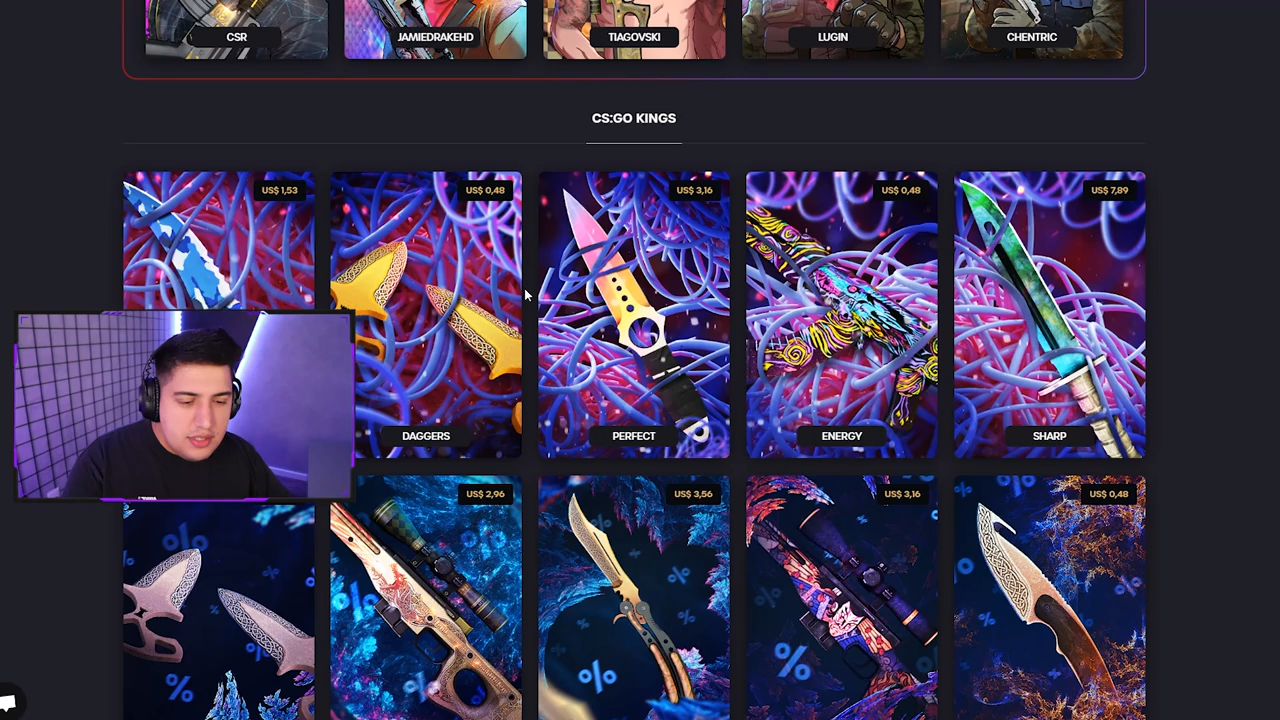 CSR
JAMIEDRAKEHD
TIAGOVSKI
LUGIN
CHENTRIC
CS:GO KINGS
US$ 1,53
US$ 0,48
US$ 3,16
US$ 0,48
US$ 7,89
DAGGERS
PERFECT
ENERGY
SHARP
US$ 2,96
US$ 3,56
US$ 3,16
US$ 0,48